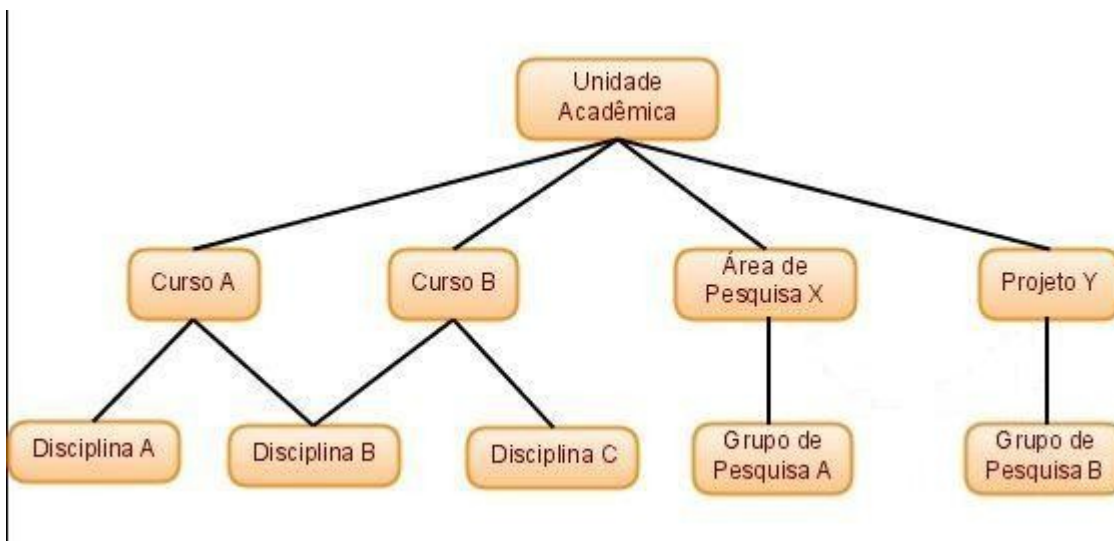 Unidade
Acadêmica
Curso A
Curso B
Área de
Pesquisa X
Projeto Y
Disciplina A
Disciplina B
Disciplina C
Grupo de
Pesquisa A
Grupo de
Pesquisa B